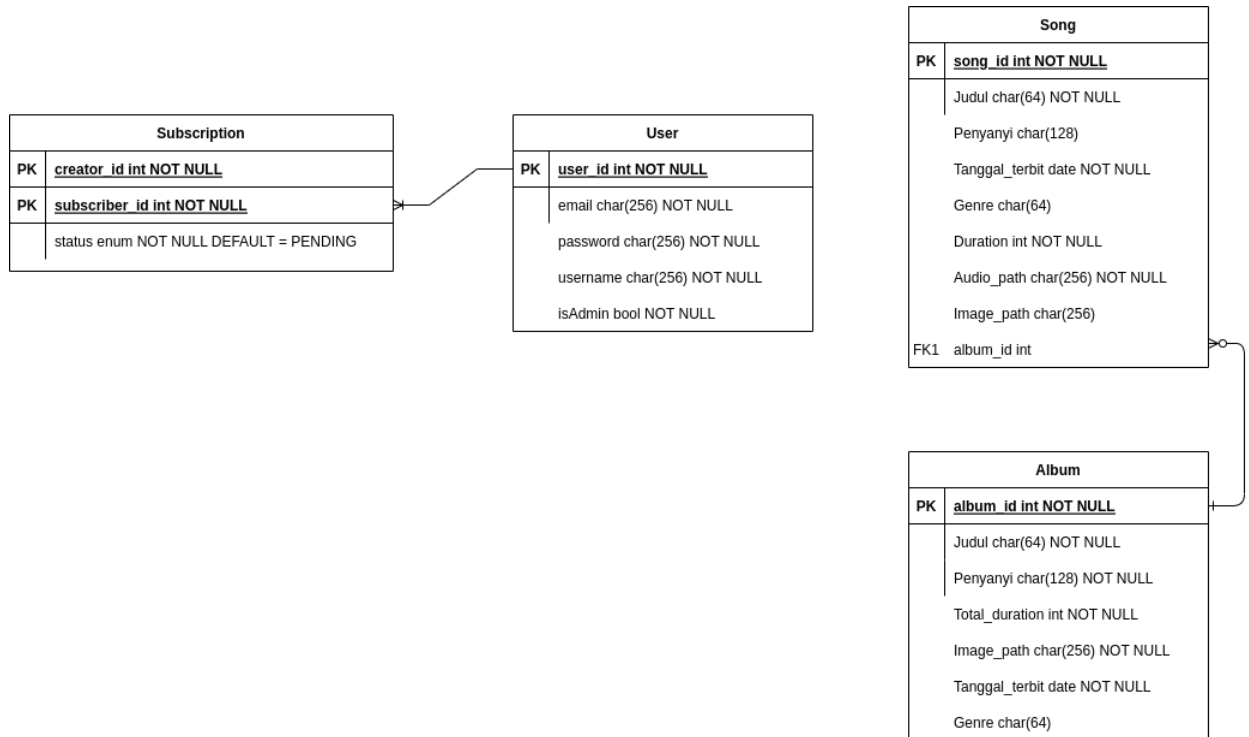 Subscription
PK creator_id int NOT NULL
PK subscriber_id int NOT NULL
status enum NOT NULL DEFAULT = PENDING
User
PK user_id int NOT NULL
email char(256) NOT NULL
password char(256) NOT NULL
username char(256) NOT NULL
isAdmin bool NOT NULL
Song
PK song_id int NOT NULL
Judul char(64) NOT NULL
Penyanyi char(128)
Tanggal_terbit date NOT NULL
Genre char(64)
Duration int NOT NULL
Audio_path char(256) NOT NULL
Image_path char(256)
FK1 album_id int
Album
PK album_id int NOT NULL
Judul char(64) NOT NULL
Penyanyi char(128) NOT NULL
Total_duration int NOT NULL
Image_path char(256) NOT NULL
Tanggal_terbit date NOT NULL
Genre char(64)